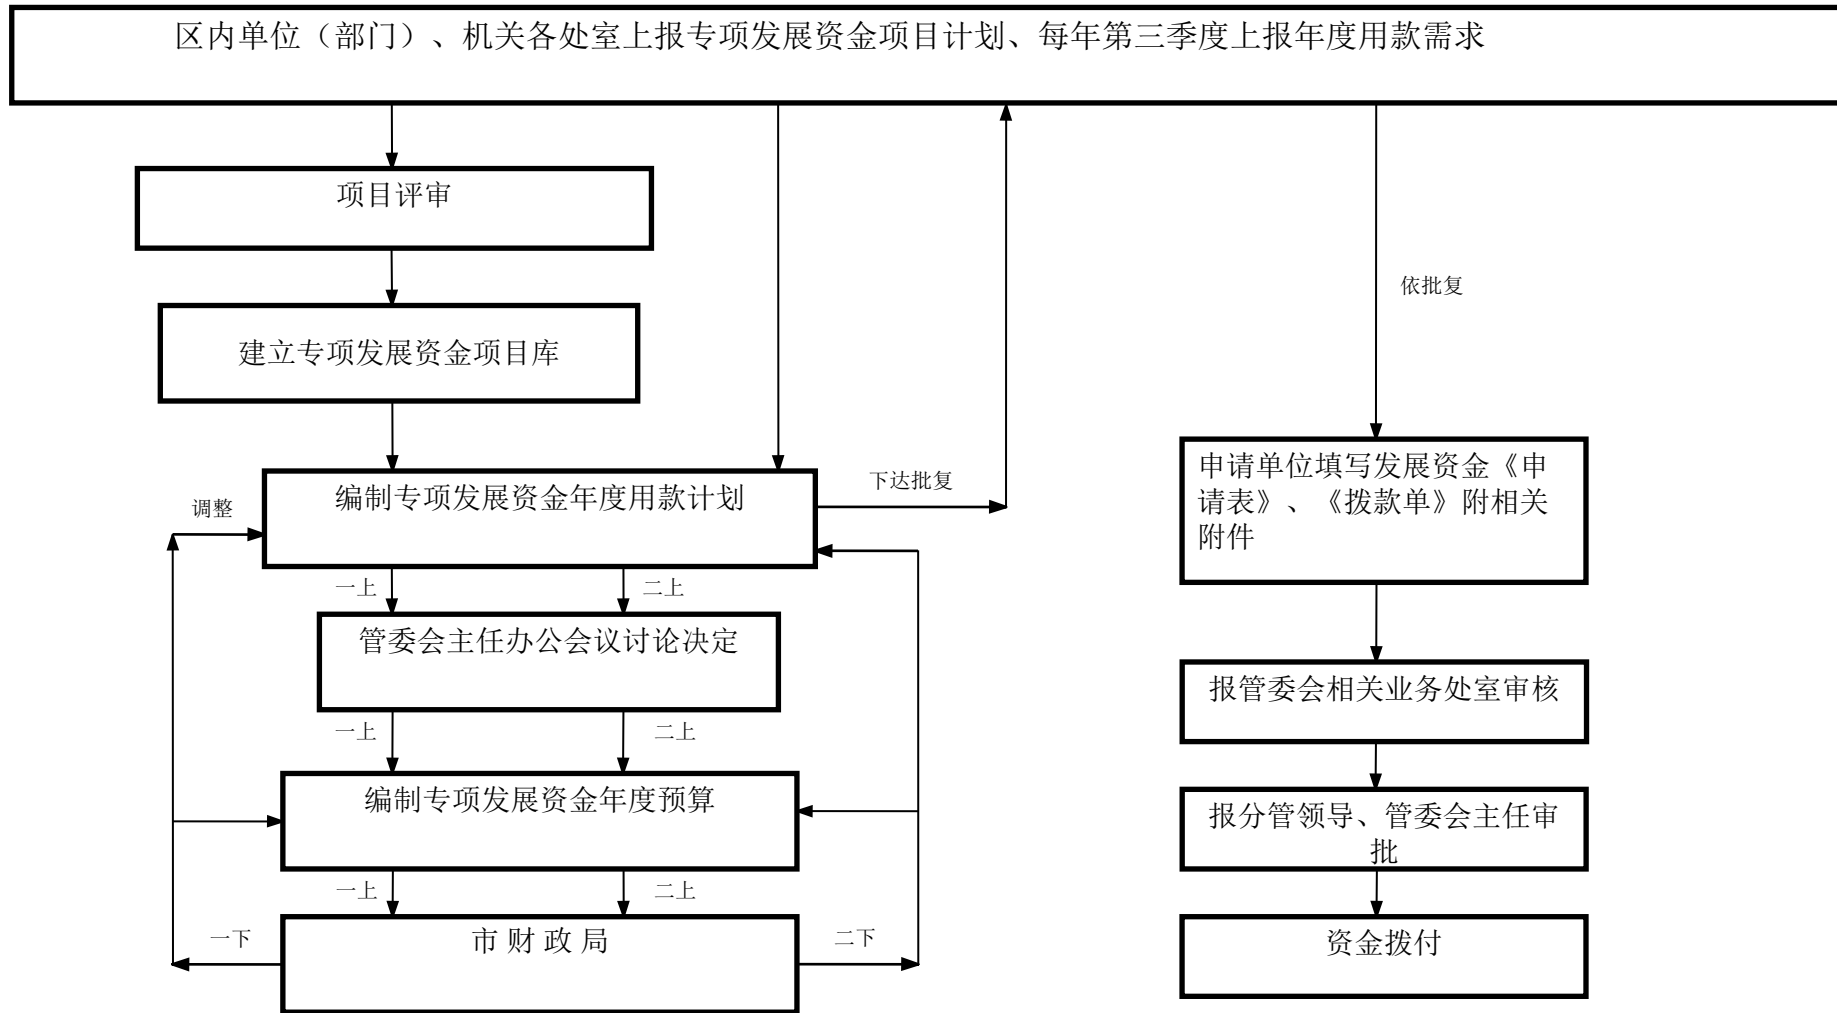 区内单位（部门）、机关各处室上报专项发展资金项目计划、每年第三季度上报年度用款需求
项目评审
依批复
建立专项发展资金项目库
申请单位填写发展资金《申
请表》、《拨款单》附相关
附件
下达批复
编制专项发展资金年度用款计划
调整
一上
二上
管委会主任办公会议讨论决定
报管委会相关业务处室审核
一上
二上
编制专项发展资金年度预算
报分管领导、管委会主任审
批
一上
二上
一下
市 财 政 局
二下
资金拨付